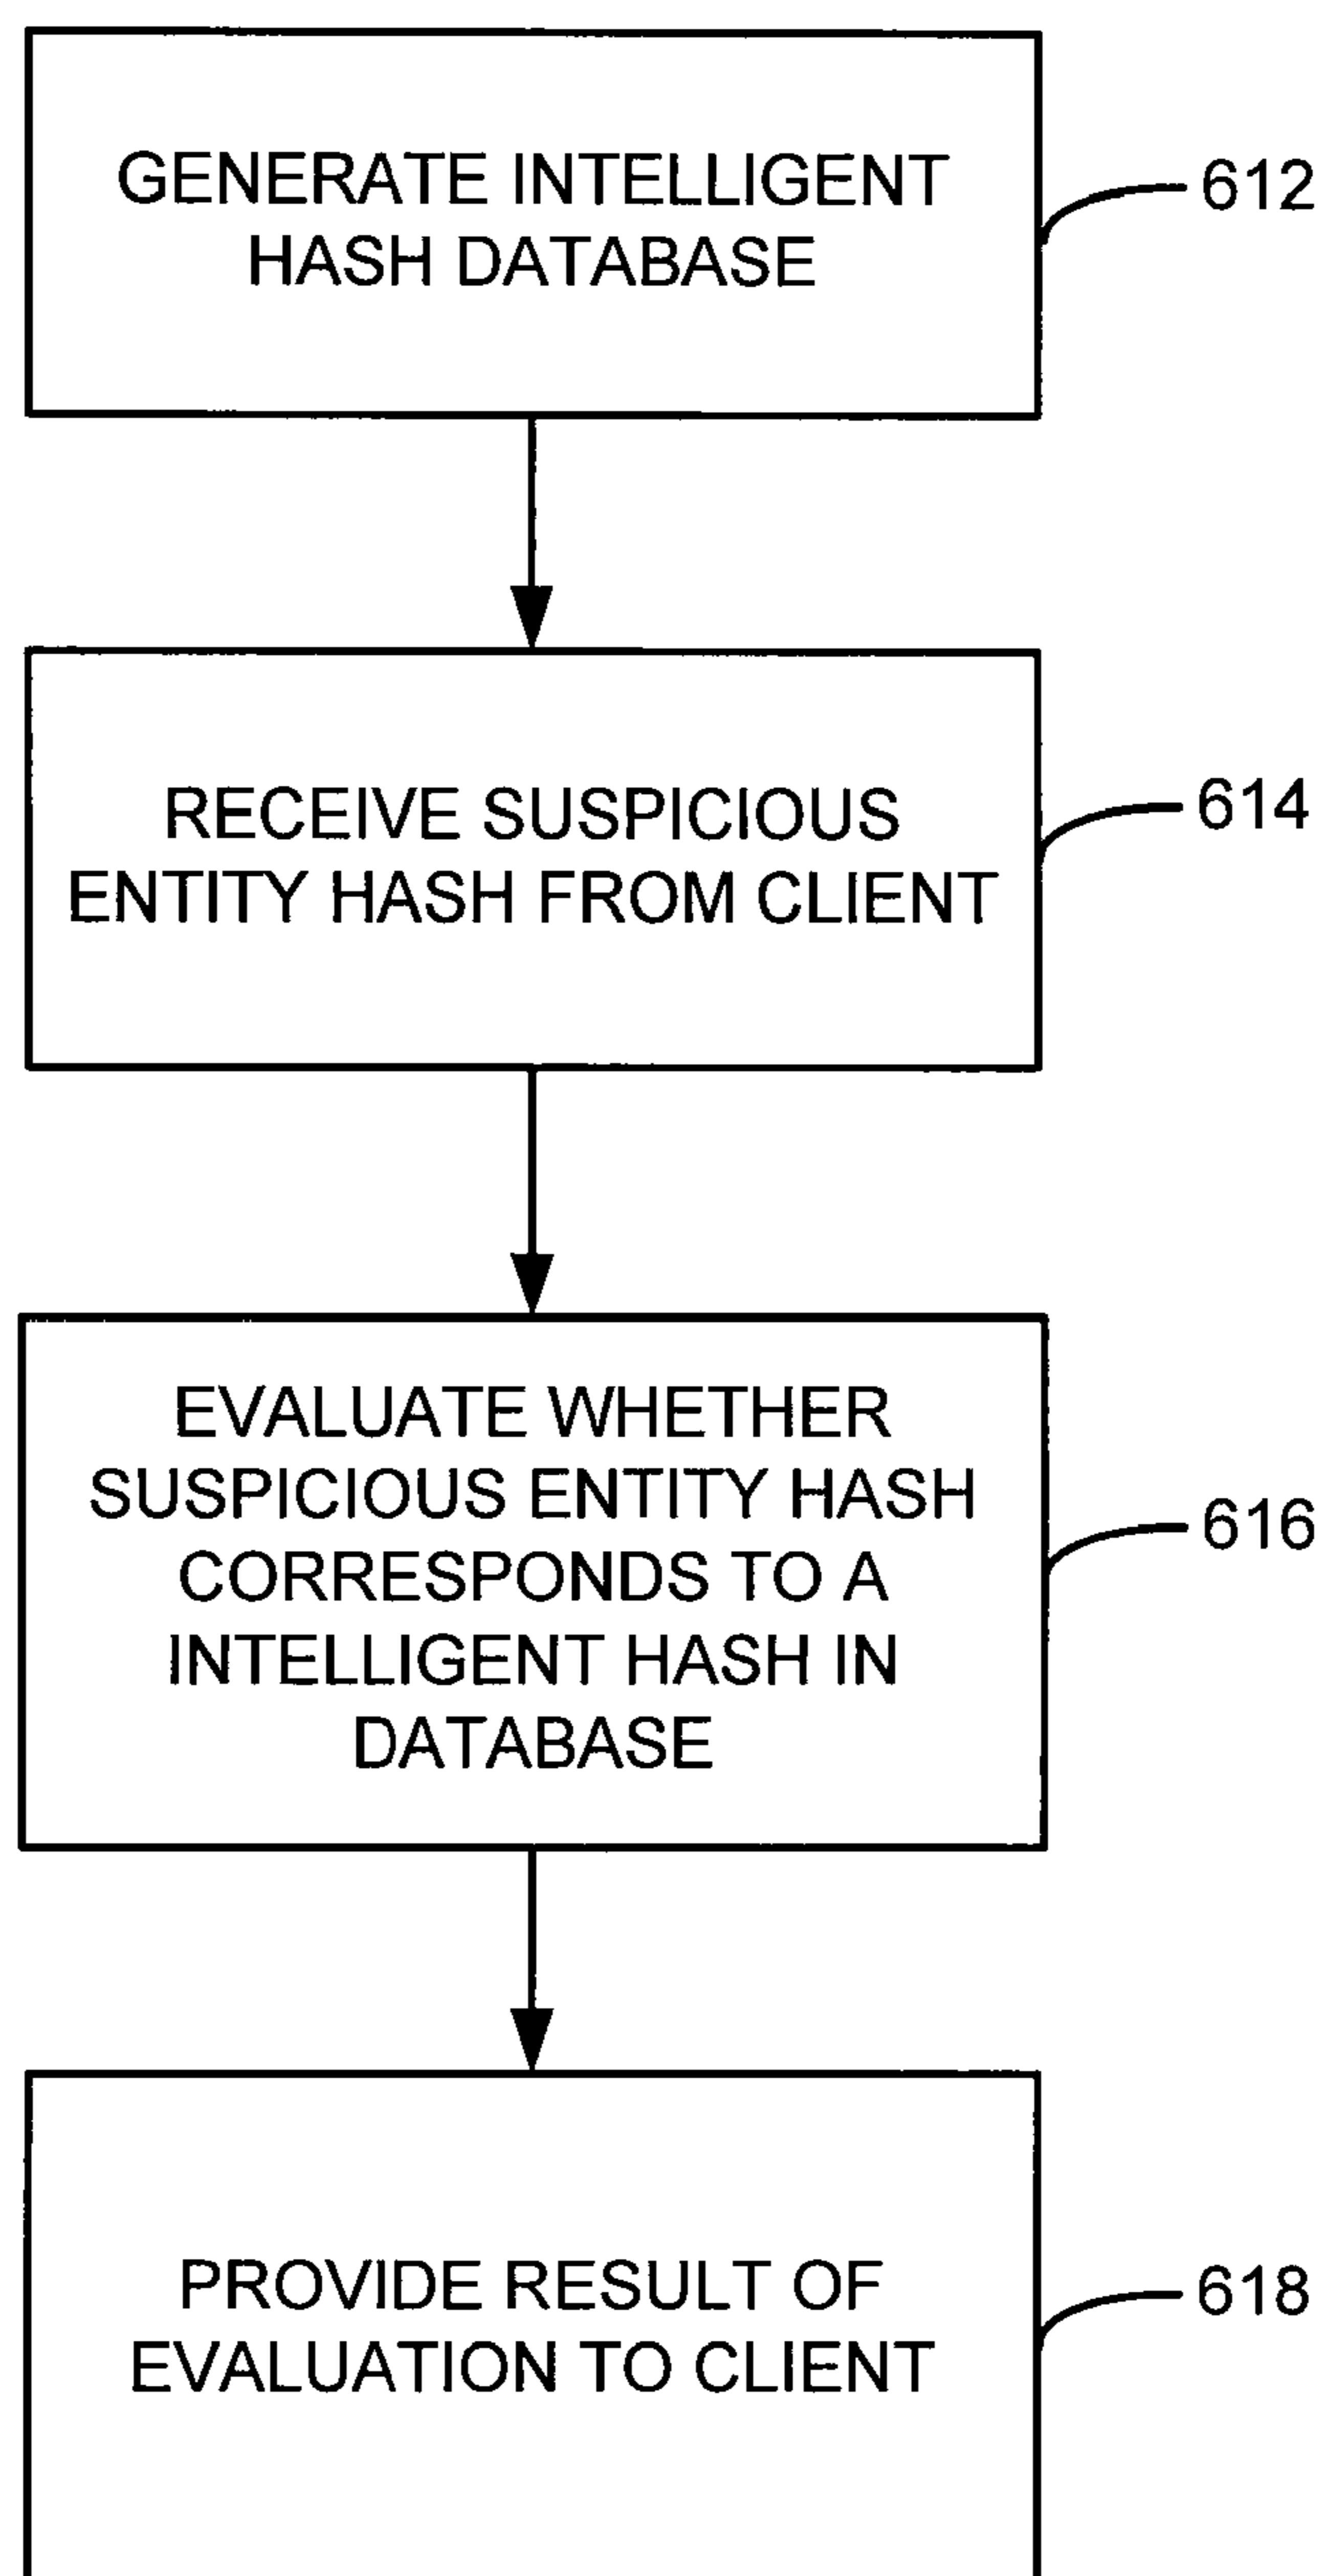 GENERATE INTELLIGENT
HASH DATABASE
612
RECEIVE SUSPICIOUS
ENTITY HASH FROM CLIENT
614
EVALUATE WHETHER
SUSPICIOUS ENTITY HASH
CORRESPONDS TO A
INTELLIGENT HASH IN
DATABASE
616
PROVIDE RESULT OF
EVALUATION TO CLIENT
618